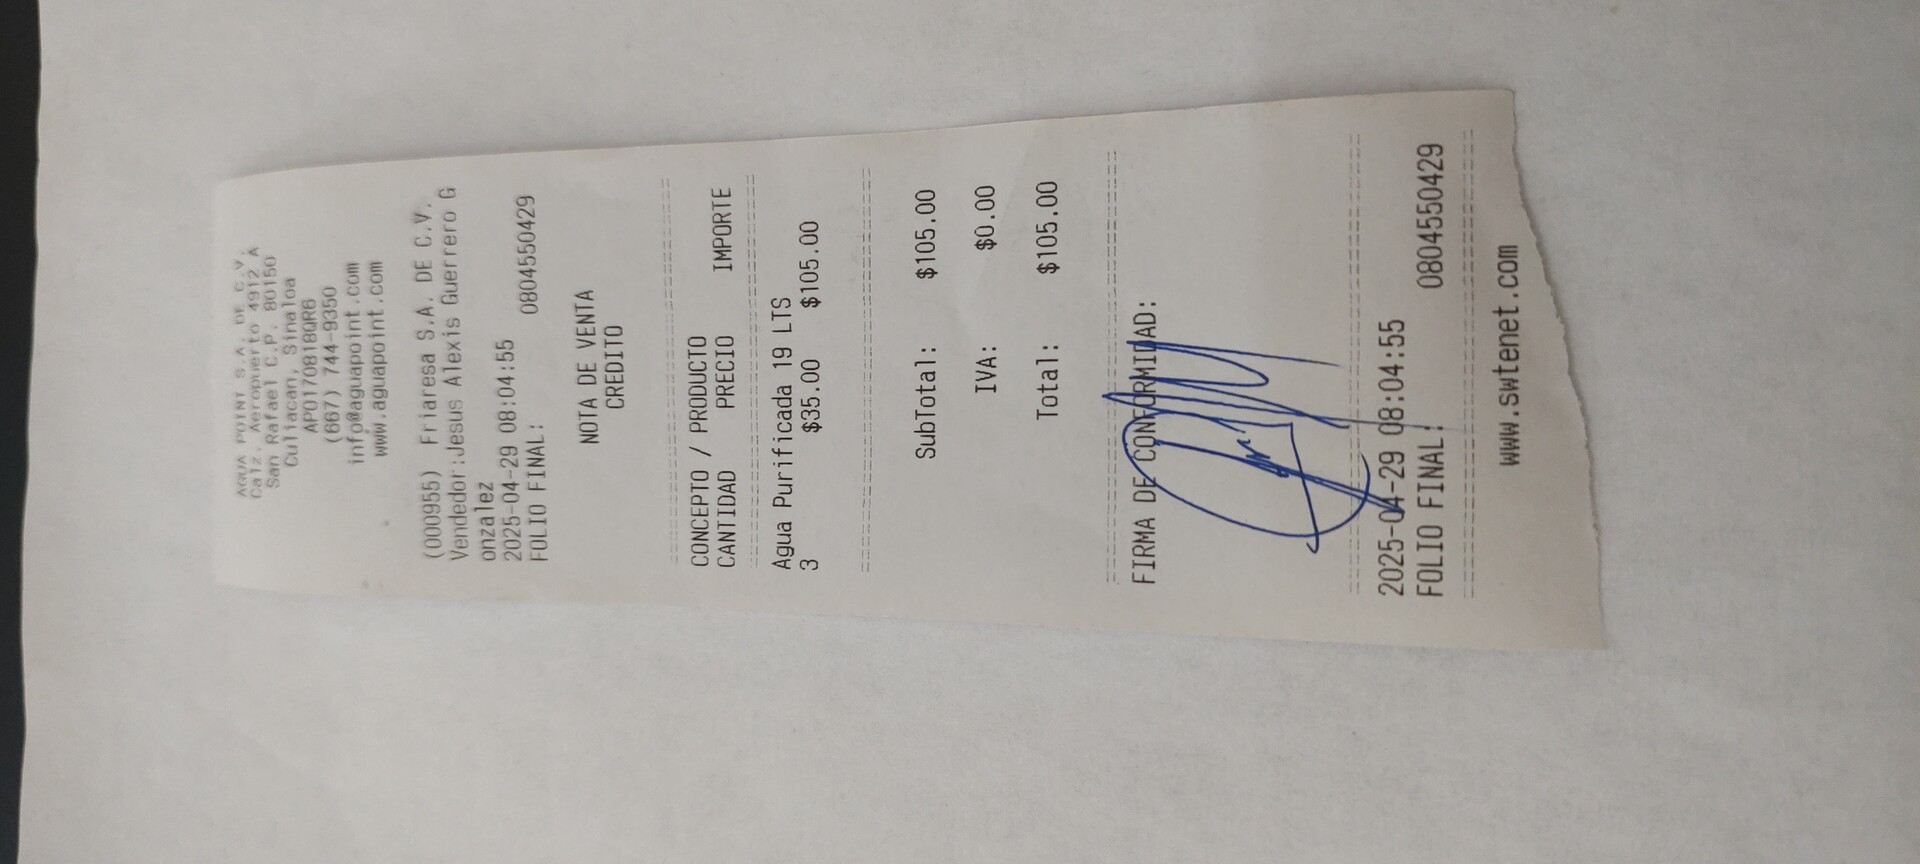 AQUA POINT S.A. DE C.V.
Calz. Aeropuerto 4912 A
San Rafael C.P. 80150
Culiacan, Sinaloa
APO170818QR6
(667) 744-9350
info@aguapoint.com
www.aguapoint.com
(000955) Friaresa S.A. DE C.V.
Vendedor:Jesus Alexis Guerrero G
onzalez
2025-04-29 08:04:55
FOLIO FINAL: 0804550429
NOTA DE VENTA
CREDITO
CONCEPTO / PRODUCTO
CANTIDAD PRECIO IMPORTE
Agua Purificada 19 LTS
3 $35.00 $105.00
SubTotal: $105.00
IVA: $0.00
Total: $105.00
FIRMA DE CONFORMIDAD:
2025-04-29 08:04:55
FOLIO FINAL: 0804550429
www.swtenet.com